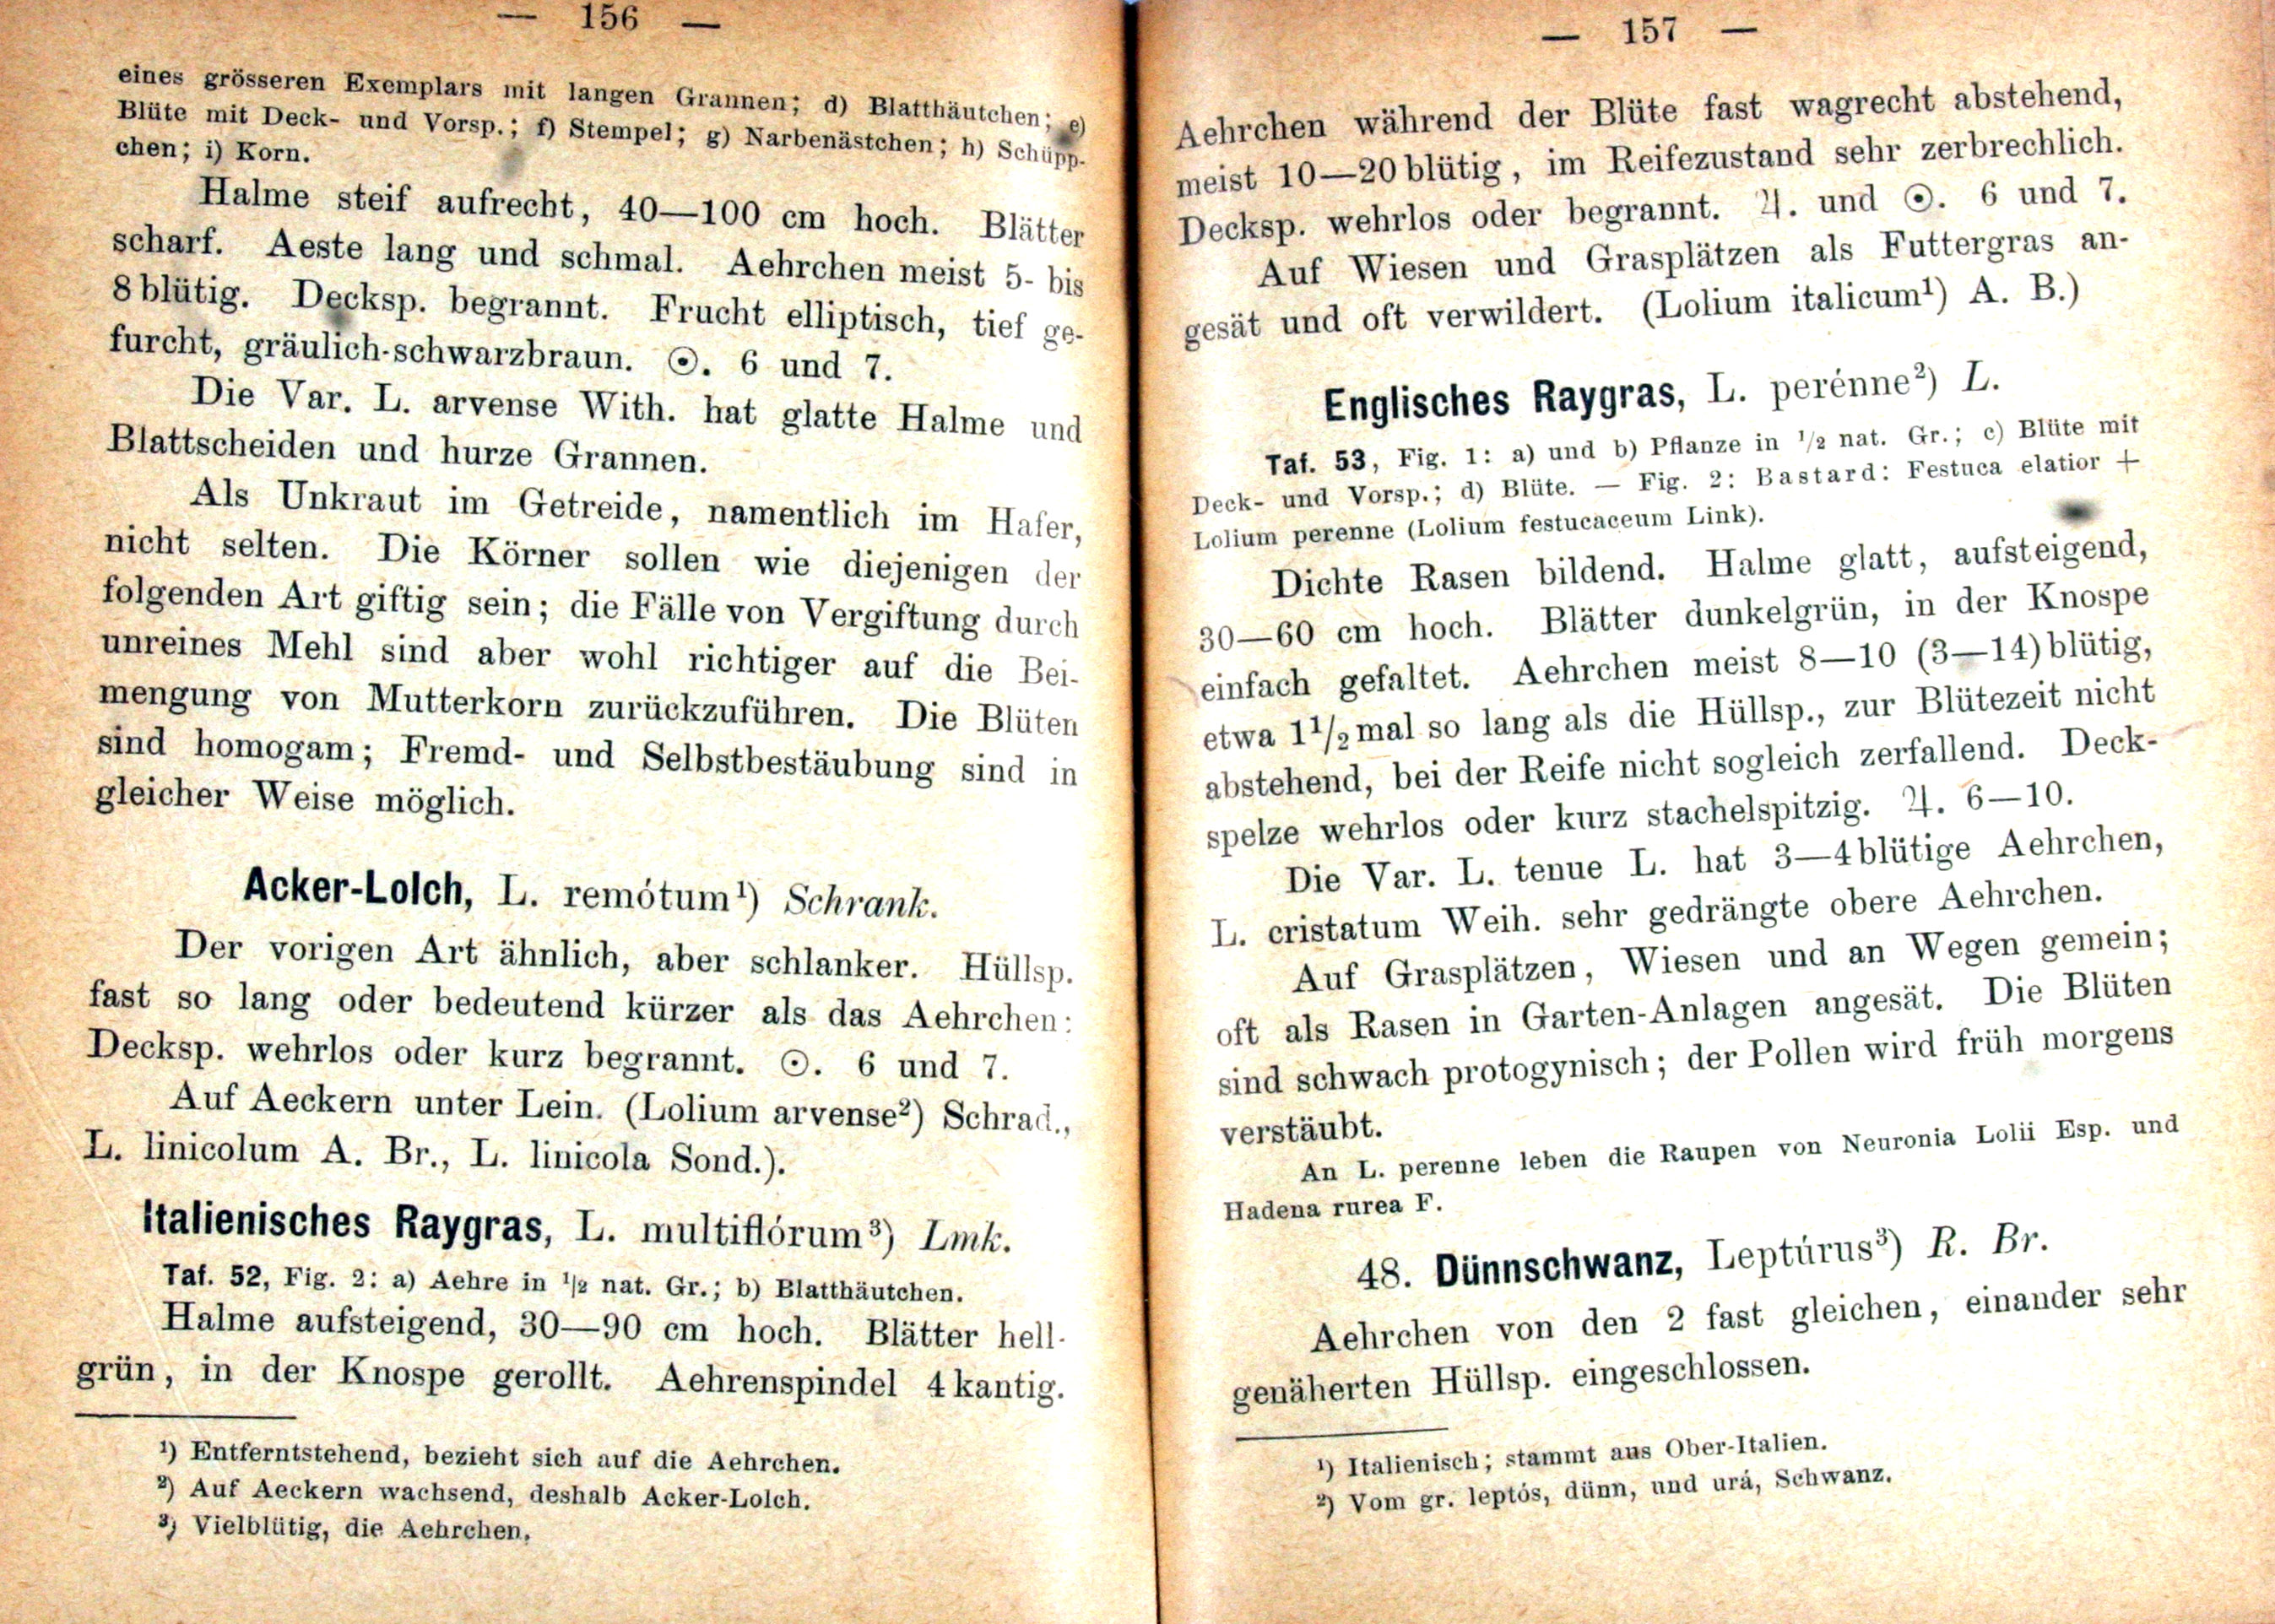 — 156 —
eines grösseren Exemplars mit langen Grannen; d) Blatthäutchen; e)
Blüte mit Deck- und Vorsp.; f) Stempel; g) Narbenästchen; h) Schüpp-
chen; i) Korn.
Halme steif aufrecht, 40—100 cm hoch. Blätter
scharf. Aeste lang und schmal. Aehrchen meist 5- bis
8blütig. Decksp. begrannt. Frucht elliptisch, tief ge-
furcht, gräulich-schwarzbraun. ⊙. 6 und 7.
Die Var. L. arvense With. hat glatte Halme und
Blattscheiden und hurze Grannen.
Als Unkraut im Getreide, namentlich im Hafer,
nicht selten. Die Körner sollen wie diejenigen der
folgenden Art giftig sein; die Fälle von Vergiftung durch
unreines Mehl sind aber wohl richtiger auf die Bei-
mengung von Mutterkorn zurückzuführen. Die Blüten
sind homogam; Fremd- und Selbstbestäubung sind in
gleicher Weise möglich.
Acker-Lolch, L. remótum¹) Schrank.
Der vorigen Art ähnlich, aber schlanker. Hüllsp.
fast so lang oder bedeutend kürzer als das Aehrchen:
Decksp. wehrlos oder kurz begrannt. ⊙. 6 und 7.
Auf Aeckern unter Lein. (Lolium arvense²) Schrad.,
L. linicolum A. Br., L. linicola Sond.).
Italienisches Raygras, L. multiflórum³) Lmk.
Taf. 52, Fig. 2: a) Aehre in ½ nat. Gr.; b) Blatthäutchen.
Halme aufsteigend, 30—90 cm hoch. Blätter hell-
grün, in der Knospe gerollt. Aehrenspindel 4kantig.
¹) Entferntstehend, bezieht sich auf die Aehrchen.
²) Auf Aeckern wachsend, deshalb Acker-Lolch.
³) Vielblütig, die Aehrchen.
— 157 —
Aehrchen während der Blüte fast wagrecht abstehend,
meist 10—20blütig, im Reifezustand sehr zerbrechlich.
Decksp. wehrlos oder begrannt. ♃. und ⊙. 6 und 7.
Auf Wiesen und Grasplätzen als Futtergras an-
gesät und oft verwildert. (Lolium italicum¹) A. B.)
Englisches Raygras, L. perénne²) L.
Taf. 53, Fig. 1: a) und b) Pflanze in ½ nat. Gr.; c) Blüte mit
Deck- und Vorsp.; d) Blüte. — Fig. 2: Bastard: Festuca elatior +
Lolium perenne (Lolium festucaceum Link).
Dichte Rasen bildend. Halme glatt, aufsteigend,
30—60 cm hoch. Blätter dunkelgrün, in der Knospe
einfach gefaltet. Aehrchen meist 8—10 (3—14)blütig,
etwa 1½mal so lang als die Hüllsp., zur Blütezeit nicht
abstehend, bei der Reife nicht sogleich zerfallend. Deck-
spelze wehrlos oder kurz stachelspitzig. ♃. 6—10.
Die Var. L. tenue L. hat 3—4blütige Aehrchen,
L. cristatum Weih. sehr gedrängte obere Aehrchen.
Auf Grasplätzen, Wiesen und an Wegen gemein;
oft als Rasen in Garten-Anlagen angesät. Die Blüten
sind schwach protogynisch; der Pollen wird früh morgens
verstäubt.
An L. perenne leben die Raupen von Neuronia Lolii Esp. und
Hadena rurea F.
48. Dünnschwanz, Leptúrus³) R. Br.
Aehrchen von den 2 fast gleichen, einander sehr
genäherten Hüllsp. eingeschlossen.
¹) Italienisch; stammt aus Ober-Italien.
²) Vom gr. leptós, dünn, und urá, Schwanz.